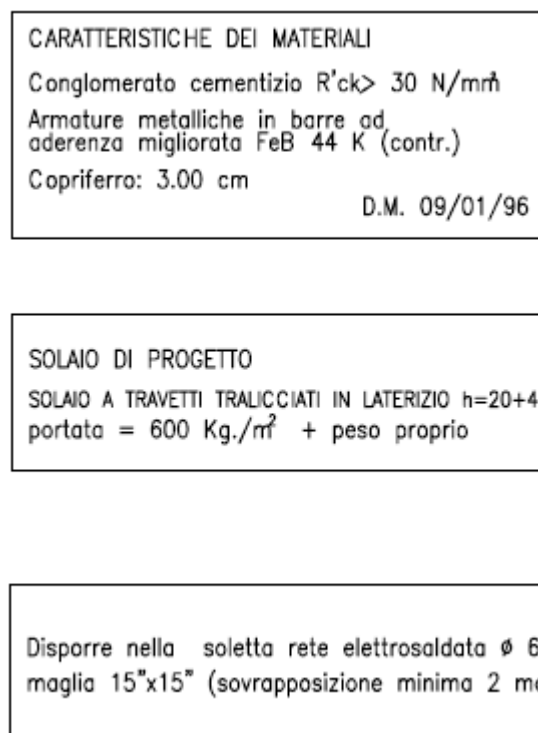 CARATTERISTICHE DEI MATERIALI
Conglomerato cementizio R'ck> 30 N/mm²
Armature metalliche in barre ad
aderenza migliorata FeB 44 K (contr.)
Copriferro: 3.00 cm
D.M. 09/01/96
SOLAIO DI PROGETTO
SOLAIO A TRAVETTI TRALICCIATI IN LATERIZIO h=20+4
portata = 600 Kg./m² + peso proprio
Disporre nella soletta rete elettrosaldata ø 6
maglia 15"x15" (sovrapposizione minima 2